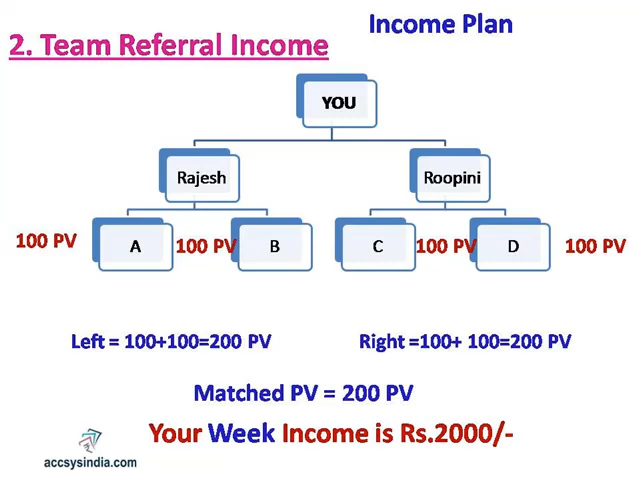 Income Plan
2. Team Referral Income
YOU
Rajesh
Roopini
100 PV
A
100 PV
B
C
100 PV
D
100 PV
Left = 100+100=200 PV
Right =100+ 100=200 PV
Matched PV = 200 PV
Your Week Income is Rs.2000/-
accsysindia.com